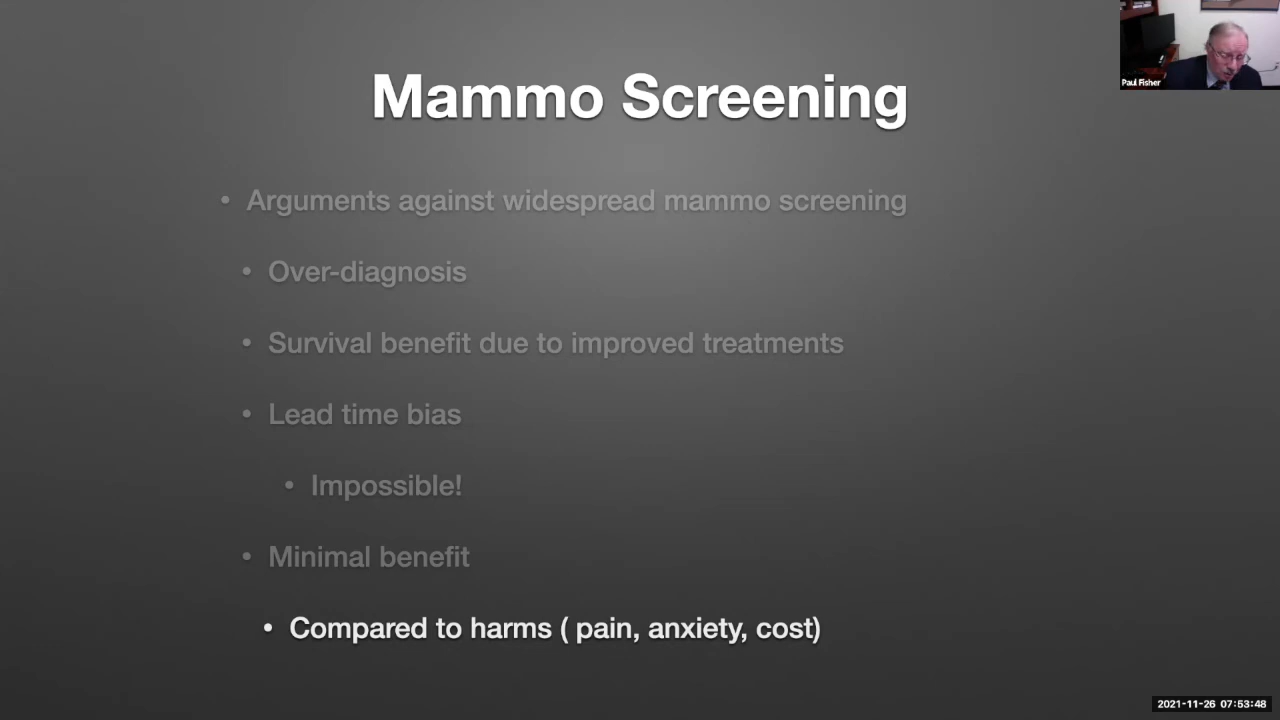 Mammo Screening
Paul Fisher
• Arguments against widespread mammo screening
• Over-diagnosis
• Survival benefit due to improved treatments
• Lead time bias
• Impossible!
• Minimal benefit
• Compared to harms ( pain, anxiety, cost)
2021-11-26 07:53:48